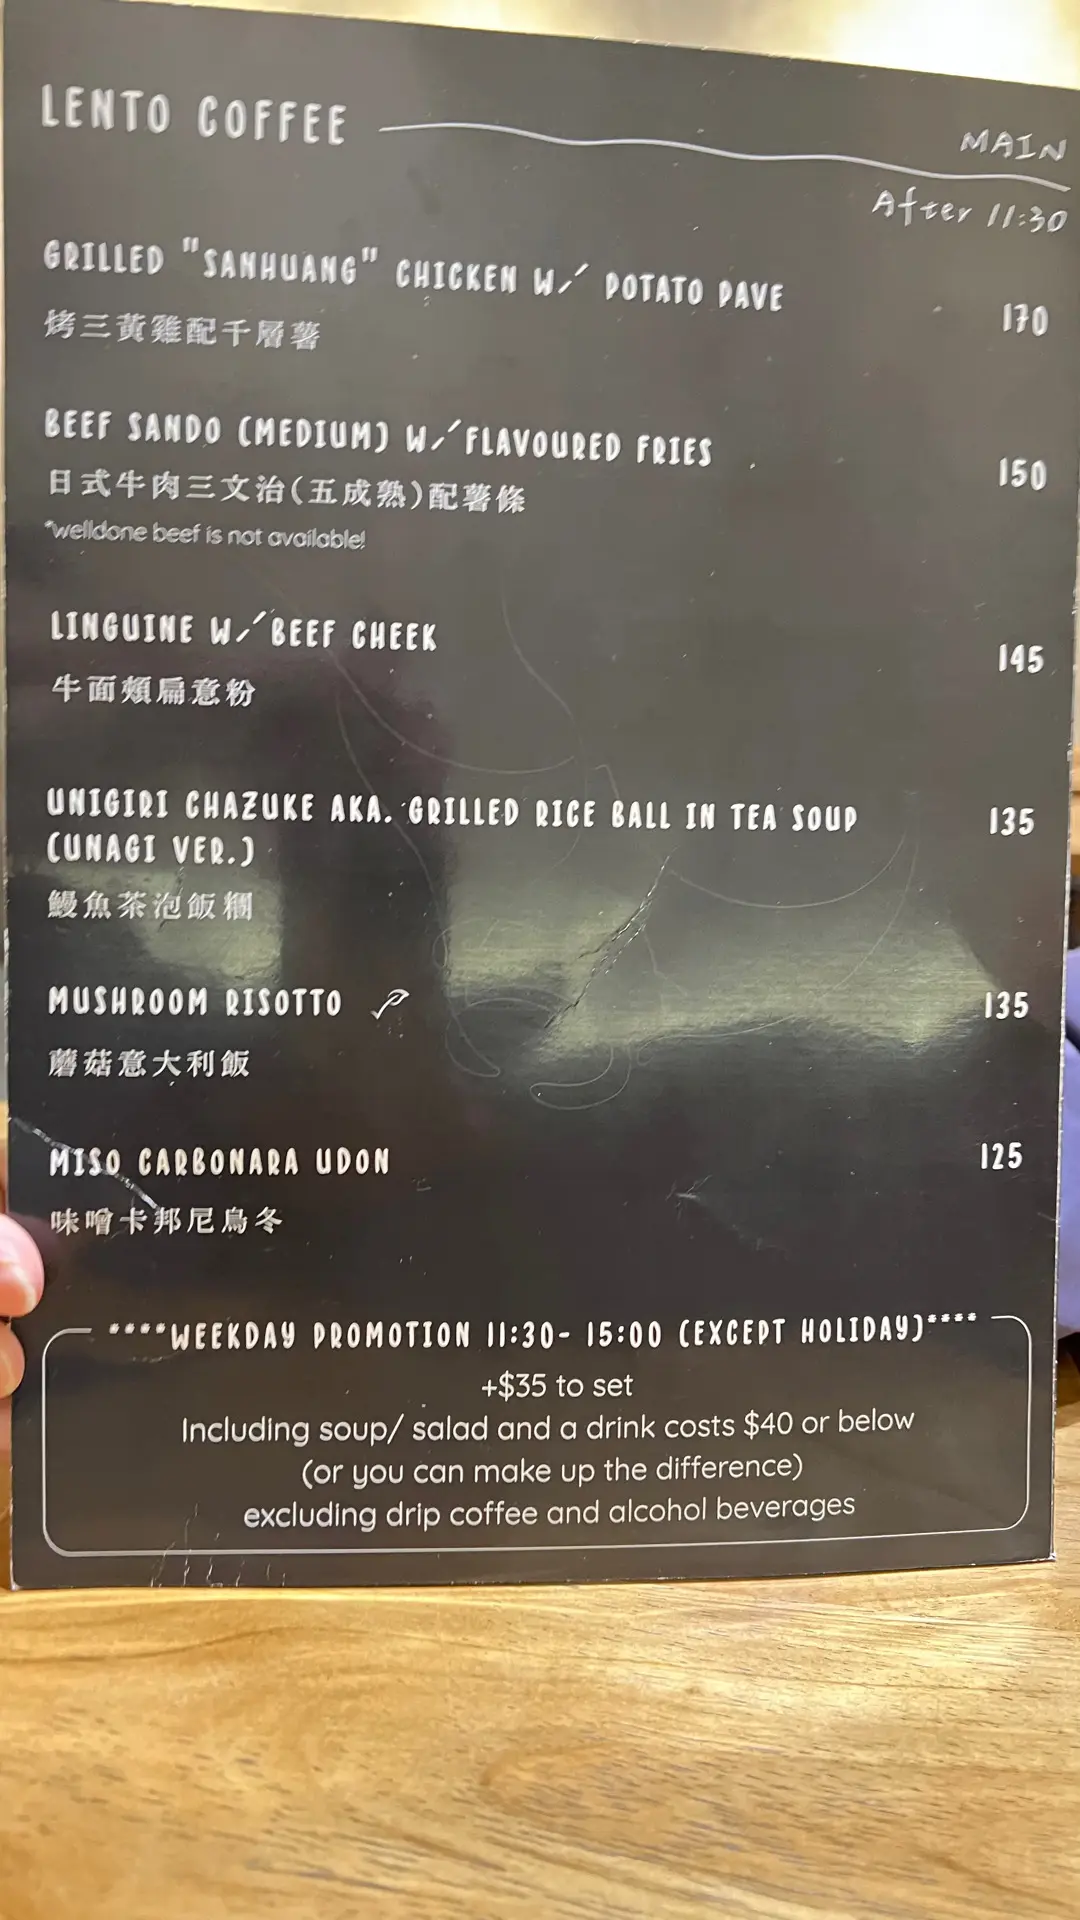 LENTO COFFEE
MAIN
After 11:30
GRILLED "SANHUANG" CHICKEN W/ POTATO PAVE 170
烤三黃雞配千層薯
BEEF SANDO (MEDIUM) W/ FLAVOURED FRIES 150
日式牛肉三文治(五成熟)配薯條
*welldone beef is not available!
LINGUINE W/ BEEF CHEEK 145
牛面頰扁意粉
UNIGIRI CHAZUKE AKA. GRILLED RICE BALL IN TEA SOUP 135
(UNAGI VER.)
鰻魚茶泡飯糰
MUSHROOM RISOTTO 135
蘑菇意大利飯
MISO CARBONARA UDON 125
味噌卡邦尼烏冬
****WEEKDAY PROMOTION 11:30- 15:00 (EXCEPT HOLIDAY)****
+$35 to set
Including soup/ salad and a drink costs $40 or below
(or you can make up the difference)
excluding drip coffee and alcohol beverages